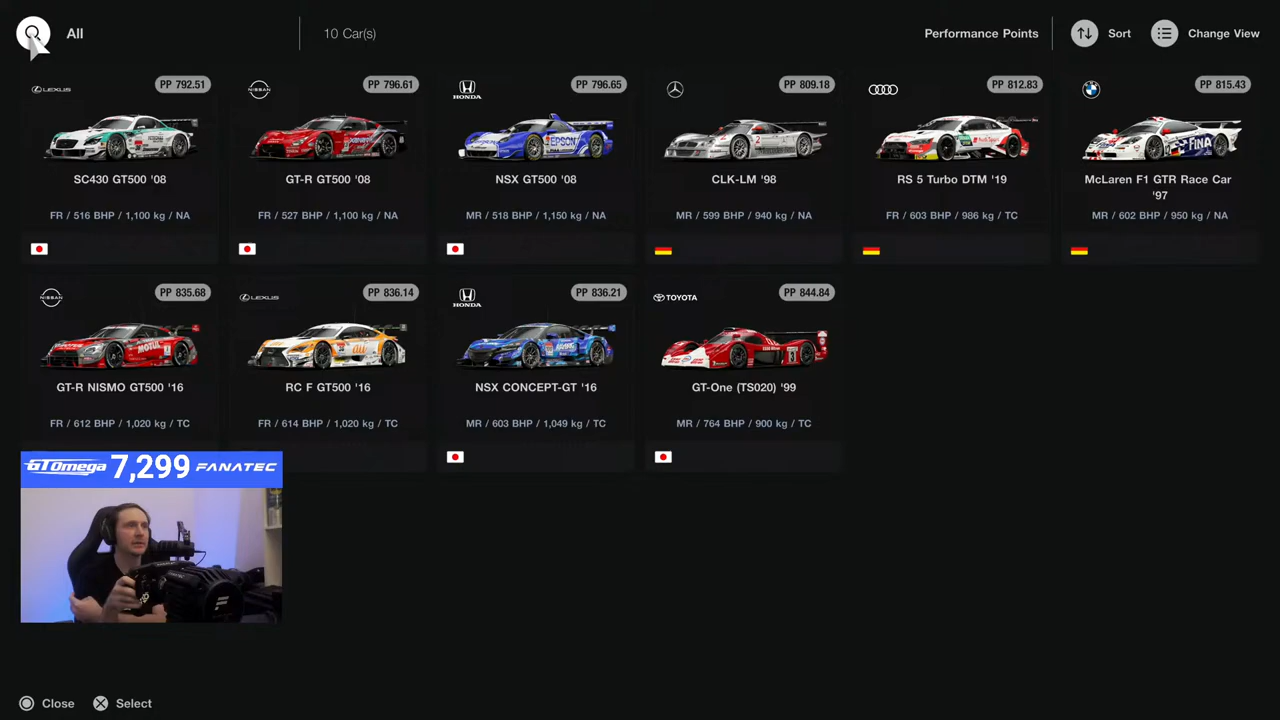 All
10 Car(s)
Performance Points
Sort
Change View
LEXUS
PP 792.51
SC430 GT500 '08
FR / 516 BHP / 1,100 kg / NA
PP 796.61
GT-R GT500 '08
FR / 527 BHP / 1,100 kg / NA
HONDA
PP 796.65
EPSON
NSX GT500 '08
MR / 518 BHP / 1,150 kg / NA
PP 809.18
CLK-LM '98
MR / 599 BHP / 940 kg / NA
PP 812.83
RS 5 Turbo DTM '19
FR / 603 BHP / 986 kg / TC
PP 815.43
FINA
McLaren F1 GTR Race Car
'97
MR / 602 BHP / 950 kg / NA
PP 835.68
MOTUL
GT-R NISMO GT500 '16
FR / 612 BHP / 1,020 kg / TC
LEXUS
PP 836.14
au
RC F GT500 '16
FR / 614 BHP / 1,020 kg / TC
HONDA
PP 836.21
NSX CONCEPT-GT '16
MR / 603 BHP / 1,049 kg / TC
TOYOTA
PP 844.84
3
GT-One (TS020) '99
MR / 764 BHP / 900 kg / TC
GTOmega 7,299 FANATEC
Close
Select